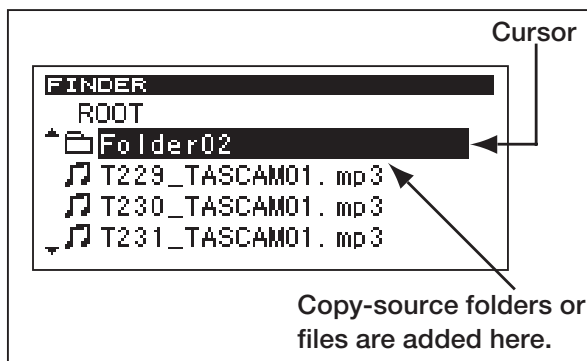 Cursor
FINDER
ROOT
Folder02
T229_TASCAM01.mp3
T230_TASCAM01.mp3
T231_TASCAM01.mp3
Copy-source folders or
files are added here.